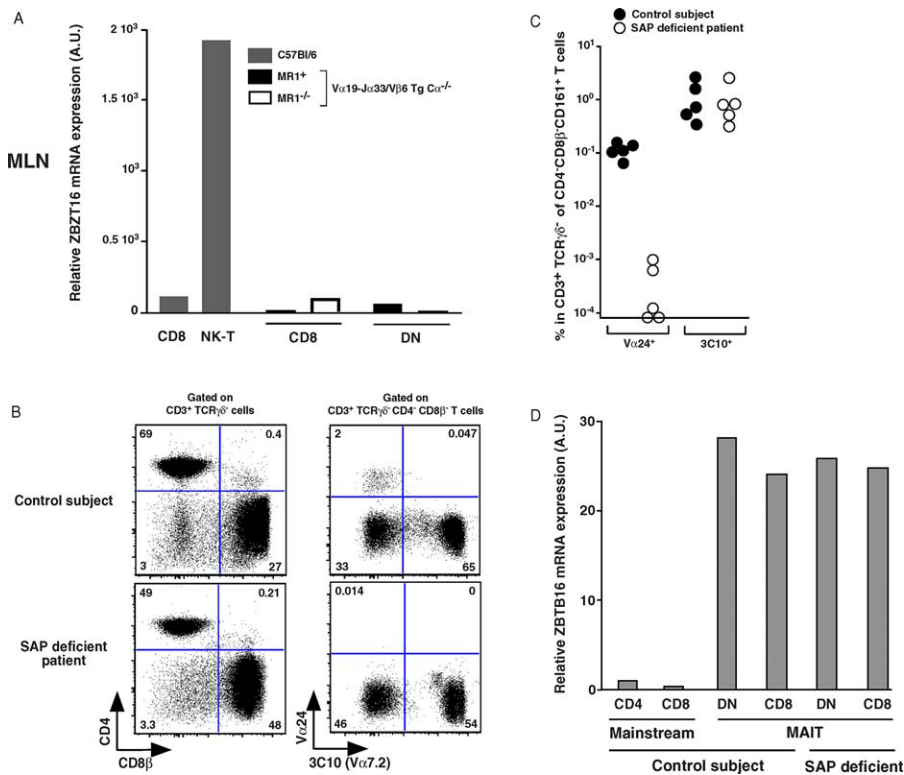 A
MLN
Relative ZBZT16 mRNA expression (A.U.)
2 10³
1.5 10³
10³
0.5 10³
0
C57Bl/6
MR1⁺
MR1⁻/⁻
Vα19-Jα33/Vβ6 Tg Cα⁻/⁻
CD8 NK-T CD8 DN
C
Control subject
SAP deficient patient
% in CD3⁺ TCRγδ⁻ of CD4⁻CD8β⁻CD161⁺ T cells
10¹
10⁰
10⁻¹
10⁻²
10⁻³
10⁻⁴
Vα24⁺ 3C10⁺
B
Gated on
CD3⁺ TCRγδ⁻ cells
Gated on
CD3⁺ TCRγδ⁻ CD4⁻ CD8β⁻ T cells
Control subject
69 0.4
3 27
2 0.047
33 65
SAP deficient
patient
49 0.21
3.3 48
0.014 0
46 54
CD4
CD8β
Vα24
3C10 (Vα7.2)
D
Relative ZBTB16 mRNA expression (A.U.)
30
20
10
0
CD4 CD8 DN CD8 DN CD8
Mainstream MAIT
Control subject SAP deficient